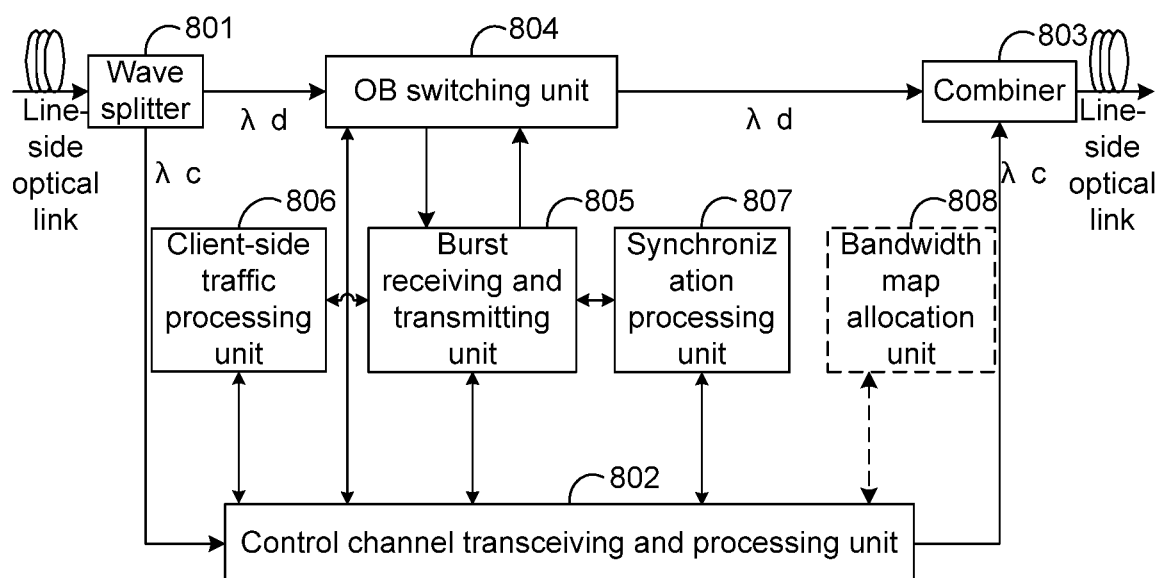 801
804
803
Wave
splitter
OB switching unit
Combiner
Line-
side
optical
link
λ d
λ d
Line-
side
optical
link
λ c
λ c
806
805
807
808
Client-side
traffic
processing
unit
Burst
receiving and
transmitting
unit
Synchroniz
ation
processing
unit
Bandwidth
map
allocation
unit
802
Control channel transceiving and processing unit